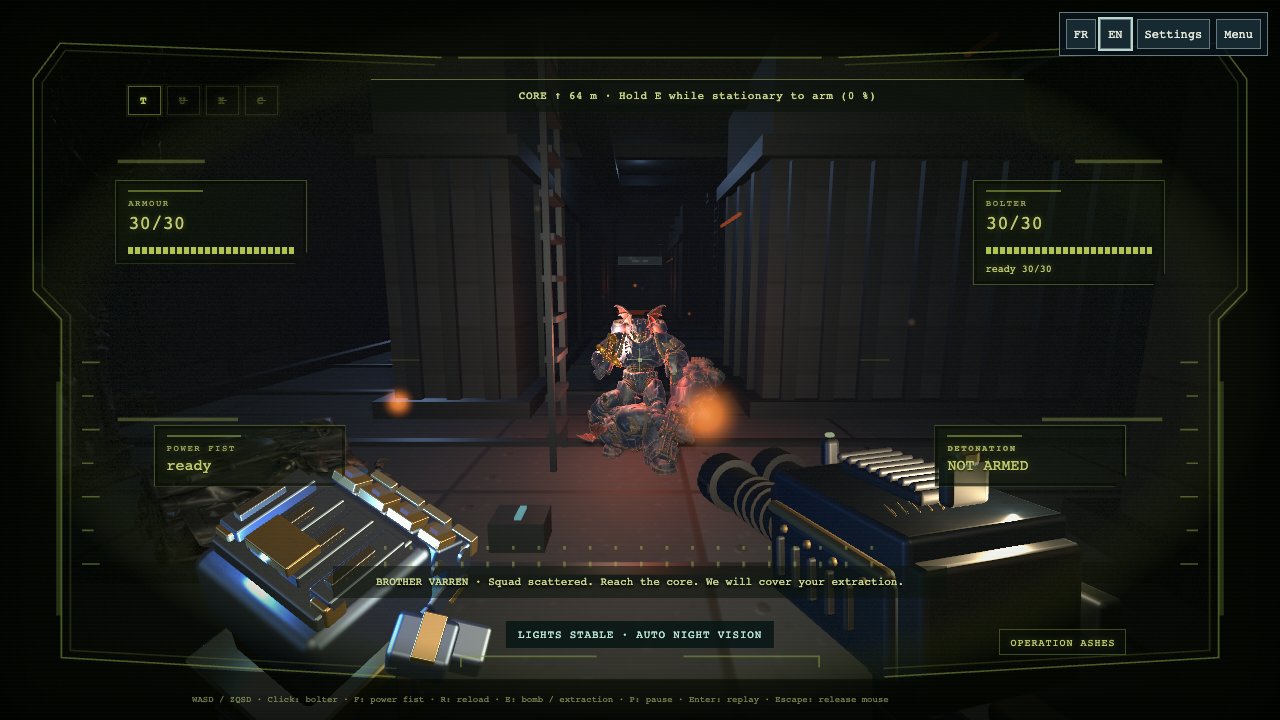 FR EN Settings Menu
T
CORE ↑ 64 m · Hold E while stationary to arm (0 %)
ARMOUR
30/30
BOLTER
30/30
ready 30/30
POWER FIST
ready
DETONATION
NOT ARMED
BROTHER VARREN · Squad scattered. Reach the core. We will cover your extraction.
LIGHTS STABLE · AUTO NIGHT VISION
OPERATION ASHES
WASD / ZQSD · Click: bolter · F: power fist · R: reload · E: bomb / extraction · P: pause · Enter: replay · Escape: release mouse